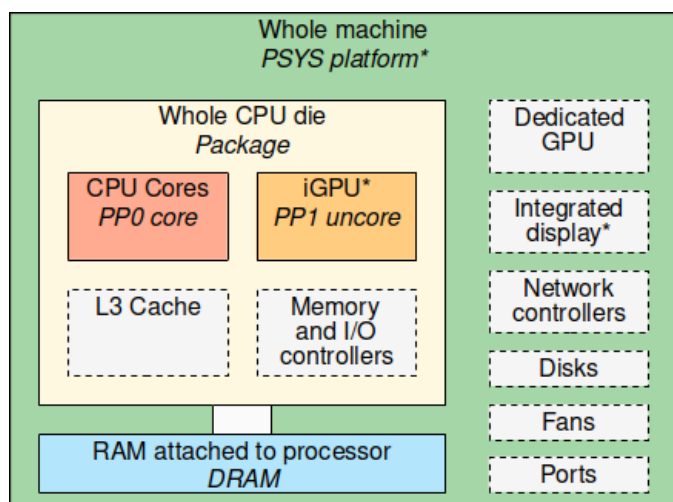 Whole machine
PSYS platform*
Whole CPU die
Package
CPU Cores
PP0 core
iGPU*
PP1 uncore
L3 Cache
Memory
and I/O
controllers
RAM attached to processor
DRAM
Dedicated
GPU
Integrated
display*
Network
controllers
Disks
Fans
Ports